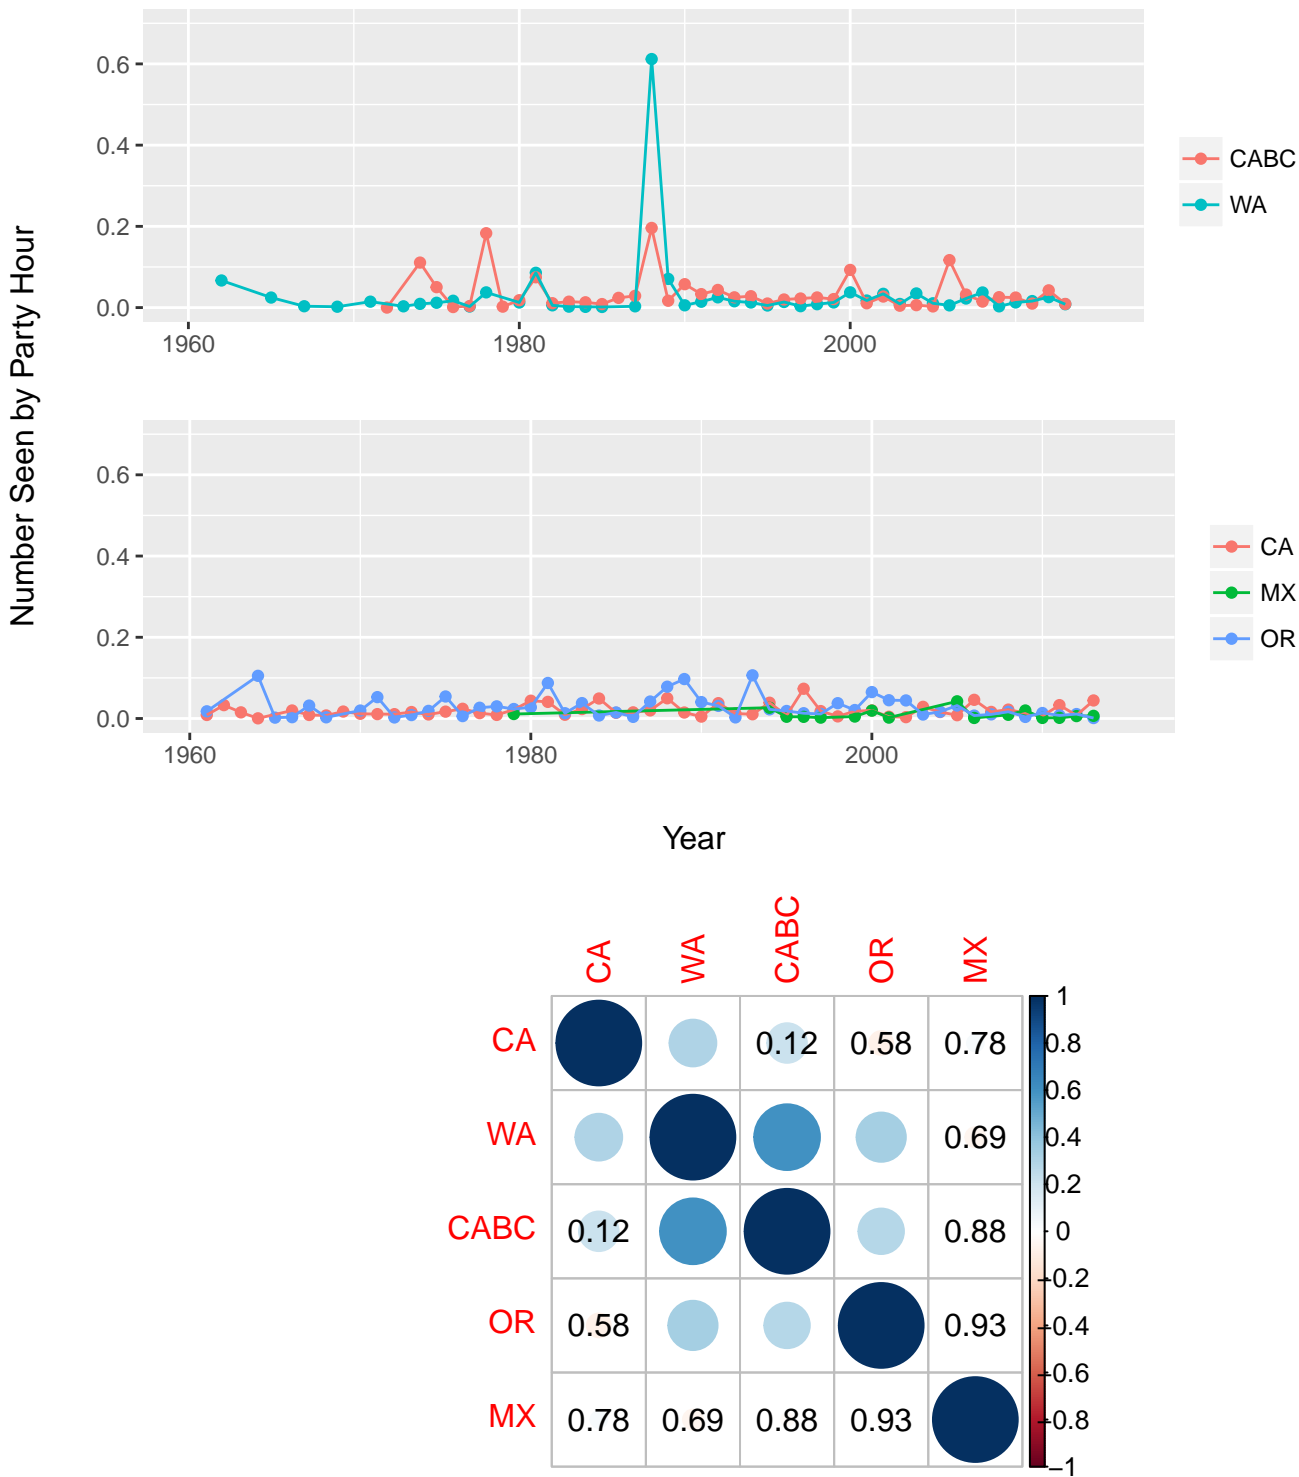 Number Seen by Party Hour
0.6
0.4
0.2
0.0
1960 1980 2000
CABC
WA
0.6
0.4
0.2
0.0
1960 1980 2000
CA
MX
OR
Year
CA WA CABC OR MX
CA 0.12 0.58 0.78
WA 0.69
CABC 0.12 0.88
OR 0.58 0.93
MX 0.78 0.69 0.88 0.93
1
0.8
0.6
0.4
0.2
0
−0.2
−0.4
−0.6
−0.8
−1